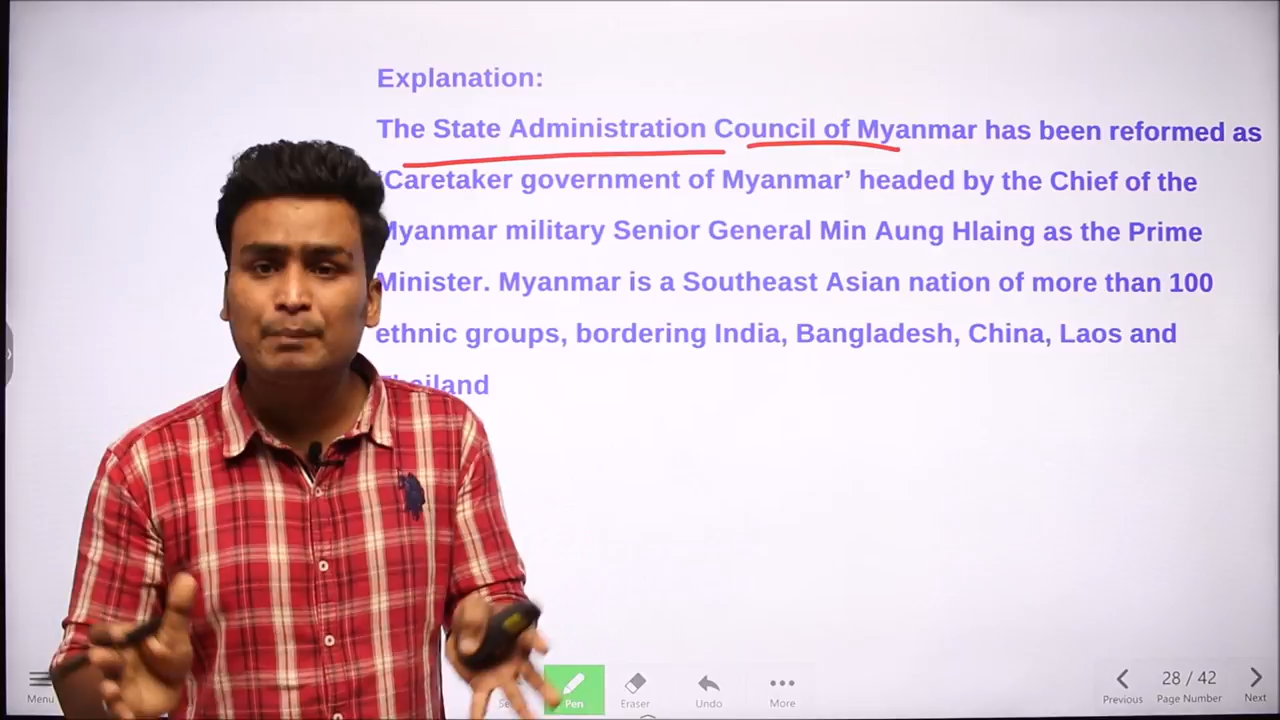 Explanation:
The State Administration Council of Myanmar has been reformed as
‘Caretaker government of Myanmar’ headed by the Chief of the
Myanmar military Senior General Min Aung Hlaing as the Prime
Minister. Myanmar is a Southeast Asian nation of more than 100
ethnic groups, bordering India, Bangladesh, China, Laos and
Thailand
Menu
Pen
Eraser
Undo
More
Previous
28 / 42
Page Number
Next